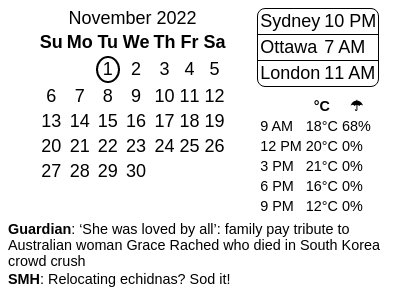 November 2022
Su Mo Tu We Th Fr Sa
1 2 3 4 5
6 7 8 9 10 11 12
13 14 15 16 17 18 19
20 21 22 23 24 25 26
27 28 29 30
Sydney 10 PM
Ottawa 7 AM
London 11 AM
°C ☂
9 AM 18°C 68%
12 PM 20°C 0%
3 PM 21°C 0%
6 PM 16°C 0%
9 PM 12°C 0%
Guardian: ‘She was loved by all’: family pay tribute to
Australian woman Grace Rached who died in South Korea
crowd crush
SMH: Relocating echidnas? Sod it!